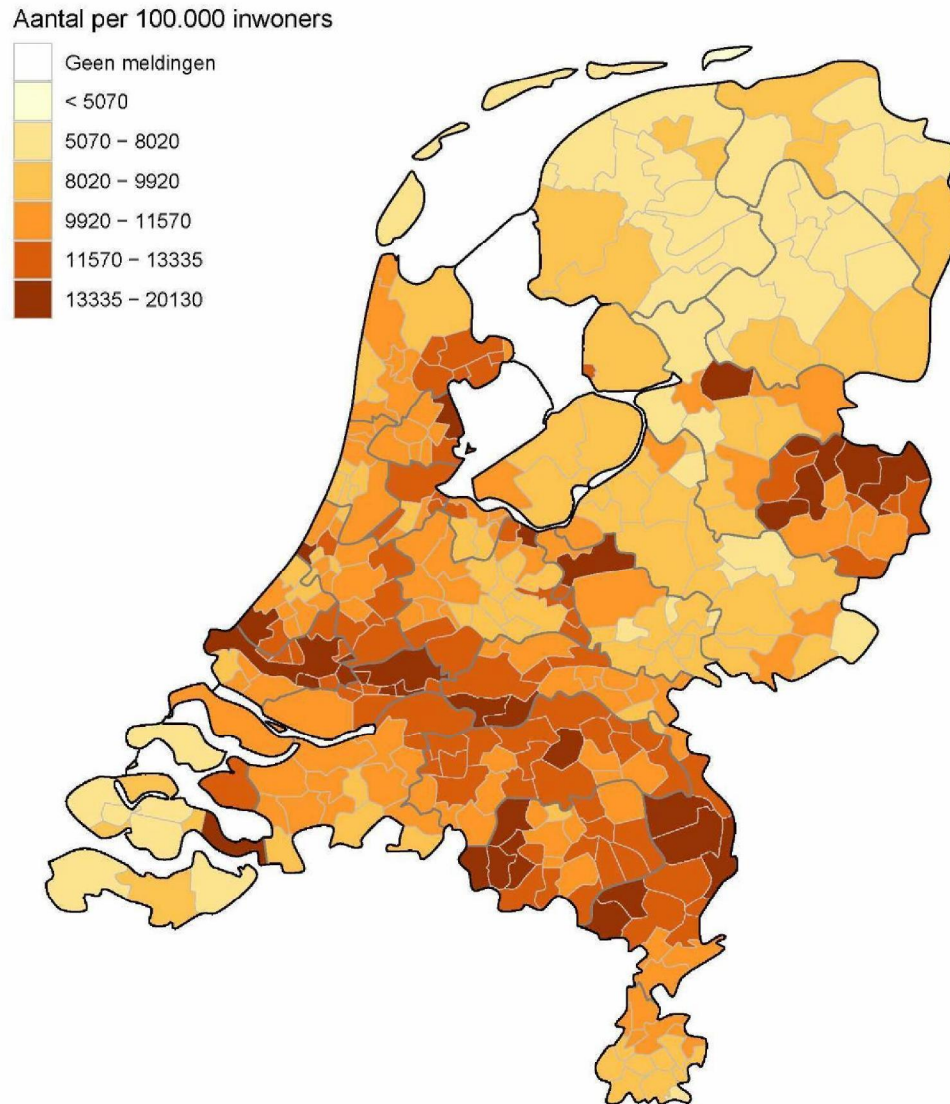 Aantal per 100.000 inwoners
Geen meldingen
< 5070
5070 – 8020
8020 – 9920
9920 – 11570
11570 – 13335
13335 – 20130